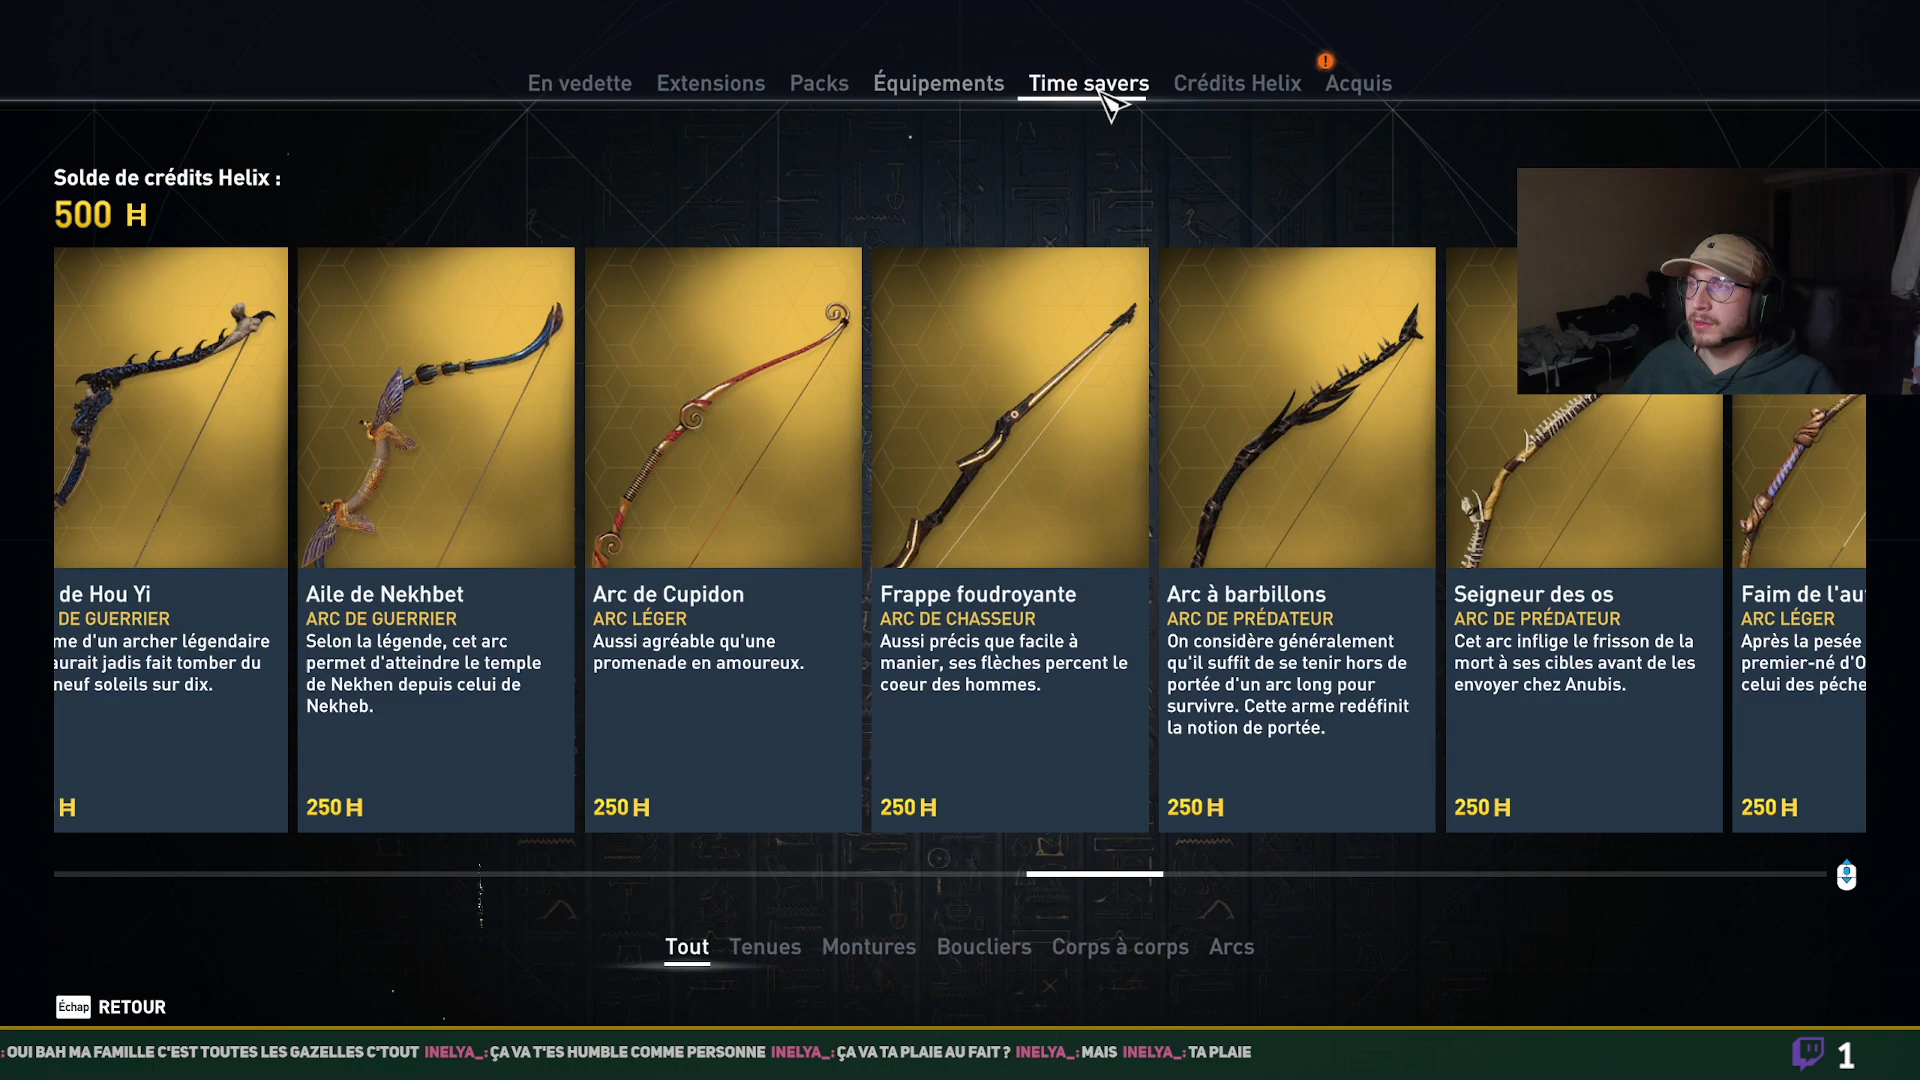 En vedette Extensions Packs Équipements Time savers Crédits Helix ! Acquis
Solde de crédits Helix :
500
de Hou Yi
DE GUERRIER
me d'un archer légendaire
aurait jadis fait tomber du
neuf soleils sur dix.
Aile de Nekhbet
ARC DE GUERRIER
Selon la légende, cet arc
permet d'atteindre le temple
de Nekhen depuis celui de
Nekheb.
250
Arc de Cupidon
ARC LÉGER
Aussi agréable qu'une
promenade en amoureux.
250
Frappe foudroyante
ARC DE CHASSEUR
Aussi précis que facile à
manier, ses flèches percent le
coeur des hommes.
250
Arc à barbillons
ARC DE PRÉDATEUR
On considère généralement
qu'il suffit de se tenir hors de
portée d'un arc long pour
survivre. Cette arme redéfinit
la notion de portée.
250
Seigneur des os
ARC DE PRÉDATEUR
Cet arc inflige le frisson de la
mort à ses cibles avant de les
envoyer chez Anubis.
250
Faim de l'au
ARC LÉGER
Après la pesée
premier-né d'O
celui des péche
250
Tout Tenues Montures Boucliers Corps à corps Arcs
Échap RETOUR
: OUI BAH MA FAMILLE C'EST TOUTES LES GAZELLES C'TOUT INELYA_: ÇA VA T'ES HUMBLE COMME PERSONNE INELYA_: ÇA VA TA PLAIE AU FAIT ? INELYA_: MAIS INELYA_: TA PLAIE
1